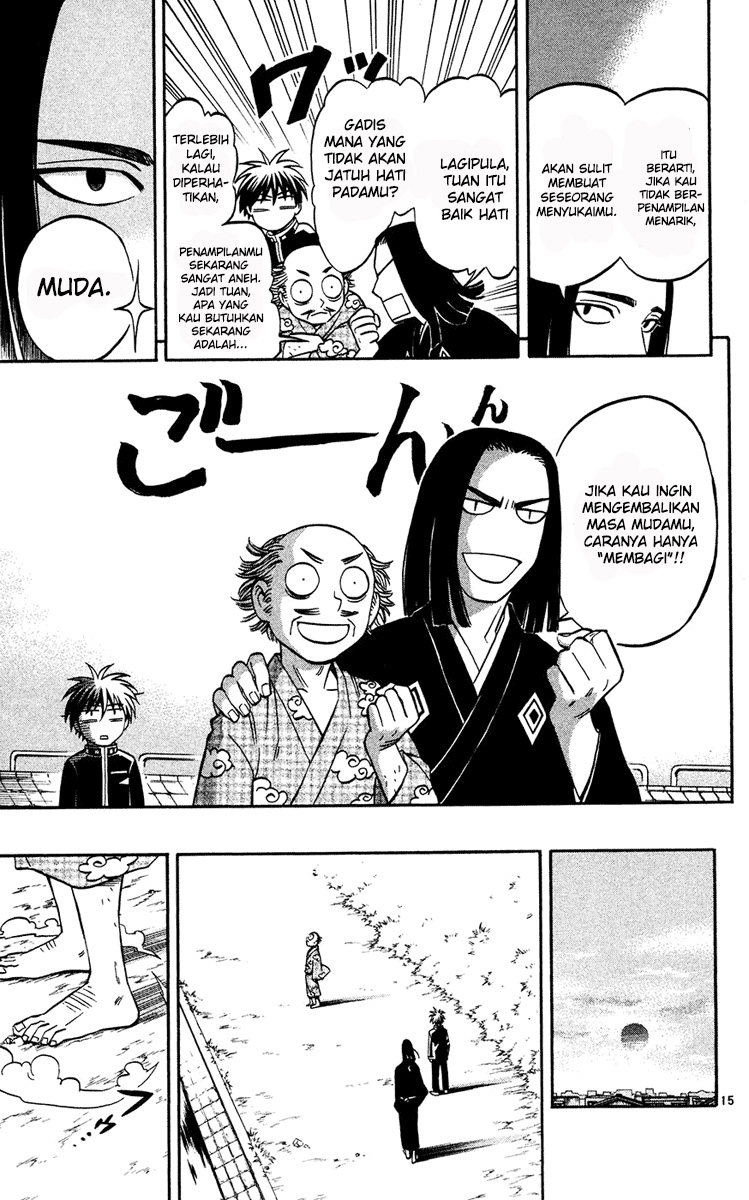 ITU
BERARTI,
JIKA KAU
TIDAK BER-
PENAMPILAN
MENARIK,
AKAN SULIT
MEMBUAT
SESEORANG
MENYUKAIMU.
ワッ
LAGIPULA,
TUAN ITU
SANGAT
BAIK HATI
GADIS
MANA YANG
TIDAK AKAN
JATUH HATI
PADAMU?
TERLEBIH
LAGI,
KALAU
DIPERHA-
TIKAN,
PENAMPILANMU
SEKARANG
SANGAT ANEH.
JADI TUAN,
APA YANG
KAU BUTUHKAN
SEKARANG
ADALAH...
MUDA.
JIKA KAU INGIN
MENGEMBALIKAN
MASA MUDAMU,
CARANYA HANYA
"MEMBAGI"!!
ごーんん
15